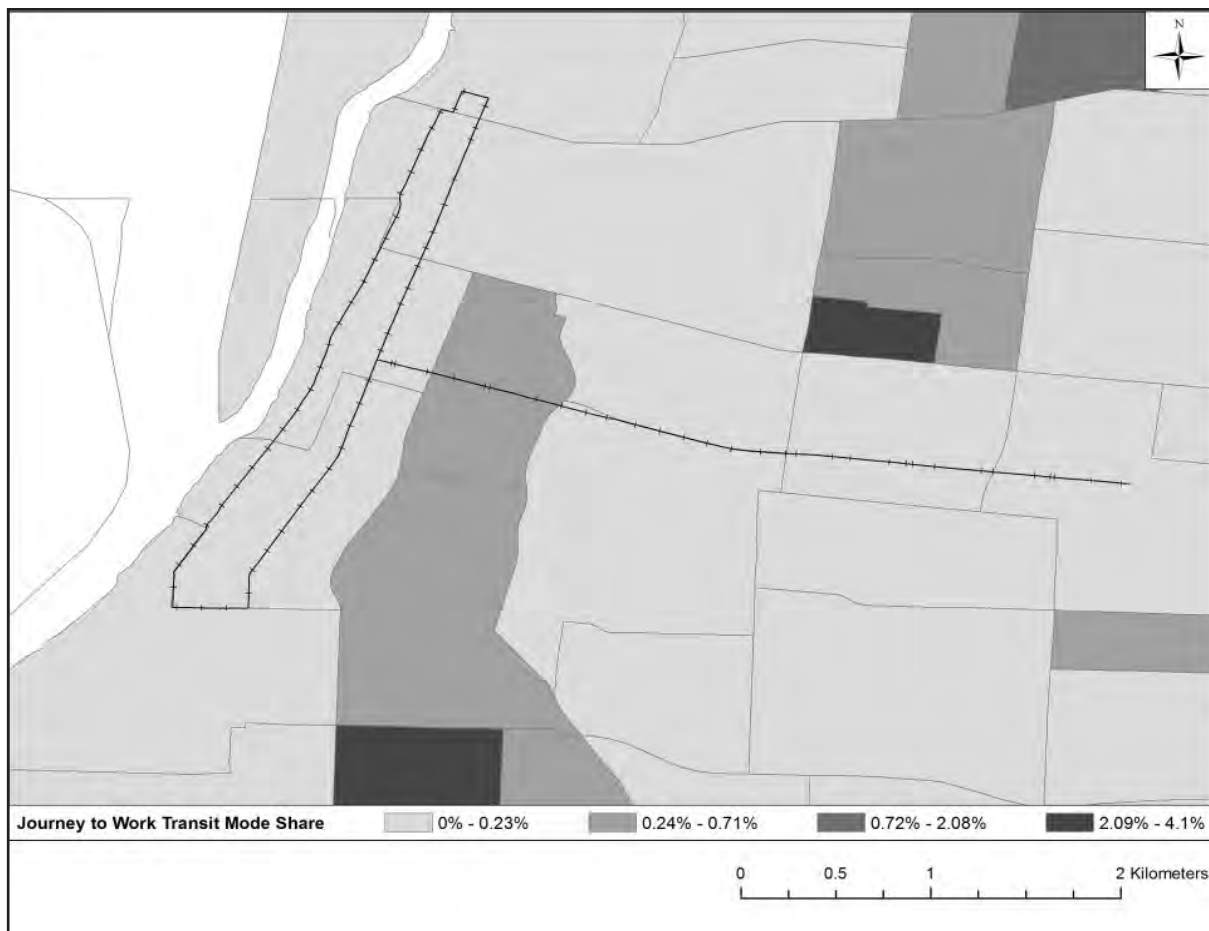 N
Journey to Work Transit Mode Share 0% - 0.23% 0.24% - 0.71% 0.72% - 2.08% 2.09% - 4.1%
0 0.5 1 2 Kilometers